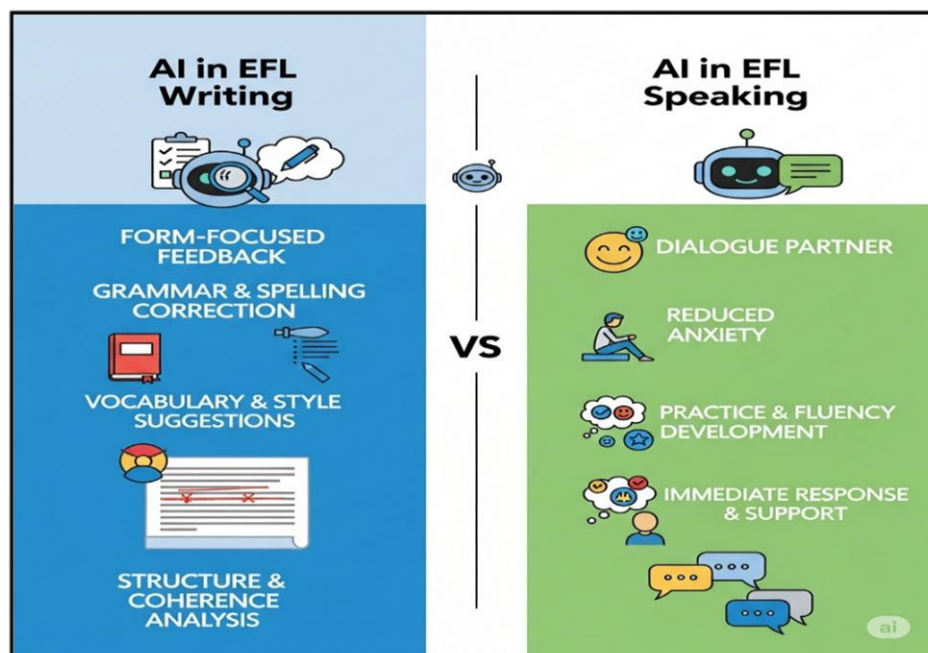 AI in EFL
Writing
FORM-FOCUSED
FEEDBACK
GRAMMAR & SPELLING
CORRECTION
VOCABULARY & STYLE
SUGGESTIONS
STRUCTURE &
COHERENCE
ANALYSIS
VS
AI in EFL
Speaking
DIALOGUE PARTNER
REDUCED
ANXIETY
PRACTICE & FLUENCY
DEVELOPMENT
IMMEDIATE RESPONSE
& SUPPORT
ai